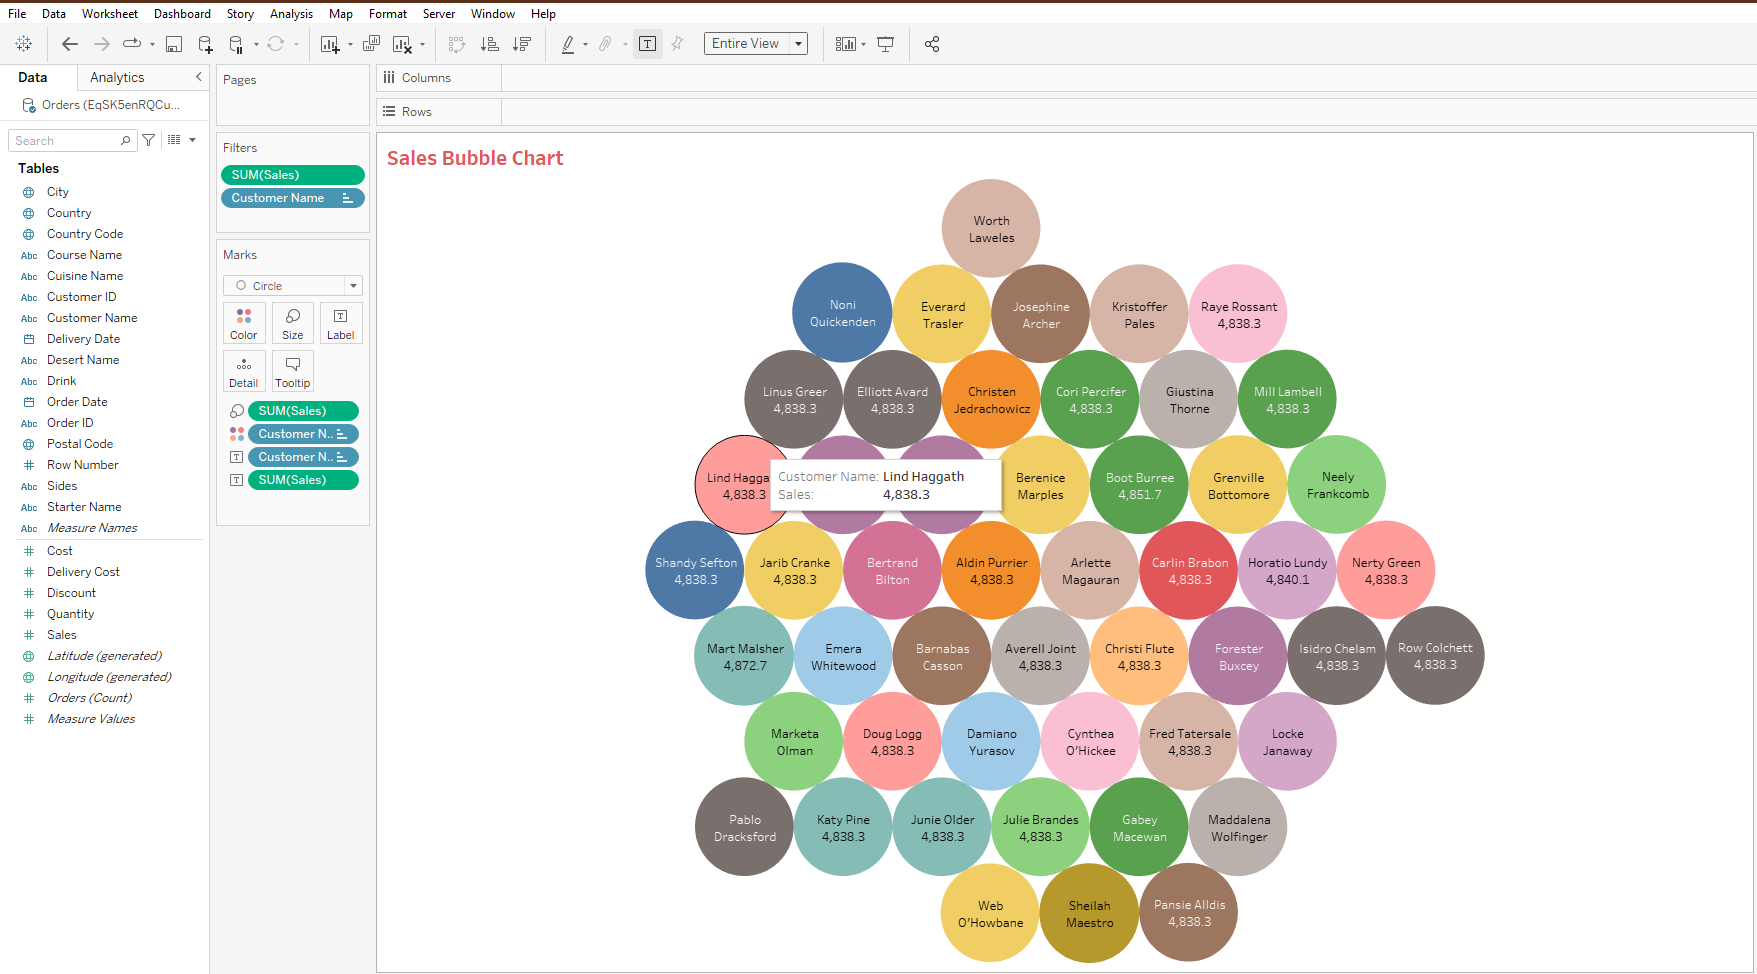 File Data Worksheet Dashboard Story Analysis Map Format Server Window Help
Entire View
Data Analytics
Orders (EqSK5enRQCu...
Search
Tables
City
Country
Country Code
Abc Course Name
Abc Cuisine Name
Abc Customer ID
Abc Customer Name
Delivery Date
Abc Desert Name
Abc Drink
Order Date
Abc Order ID
Postal Code
Row Number
Abc Sides
Abc Starter Name
Abc Measure Names
Cost
Delivery Cost
Discount
Quantity
Sales
Latitude (generated)
Longitude (generated)
Orders (Count)
Measure Values
Pages
Filters
SUM(Sales)
Customer Name
Marks
Circle
Color Size Label
Detail Tooltip
SUM(Sales)
Customer N..
Customer N..
SUM(Sales)
Columns
Rows
Sales Bubble Chart
Worth
Laweles
Noni
Quickenden
Everard
Trasler
Josephine
Archer
Kristoffer
Pales
Raye Rossant
4,838.3
Linus Greer
4,838.3
Elliott Avard
4,838.3
Christen
Jedrachowicz
Cori Percifer
4,838.3
Giustina
Thorne
Mill Lambell
4,838.3
Lind Hagga
4,838.3
Customer Name: Lind Haggath
Sales: 4,838.3
Berenice
Marples
Boot Burree
4,851.7
Grenville
Bottomore
Neely
Frankcomb
Shandy Sefton
4,838.3
Jarib Cranke
4,838.3
Bertrand
Bilton
Aldin Purrier
4,838.3
Arlette
Magauran
Carlin Brabon
4,838.3
Horatio Lundy
4,840.1
Nerty Green
4,838.3
Mart Malsher
4,872.7
Emera
Whitewood
Barnabas
Casson
Averell Joint
4,838.3
Christi Flute
4,838.3
Forester
Buxcey
Isidro Chelam
4,838.3
Row Colchett
4,838.3
Marketa
Olman
Doug Logg
4,838.3
Damiano
Yurasov
Cynthea
O'Hickee
Fred Tatersale
4,838.3
Locke
Janaway
Pablo
Dracksford
Katy Pine
4,838.3
Junie Older
4,838.3
Julie Brandes
4,838.3
Gabey
Macewan
Maddalena
Wolfinger
Web
O'Howbane
Sheilah
Maestro
Pansie Alldis
4,838.3